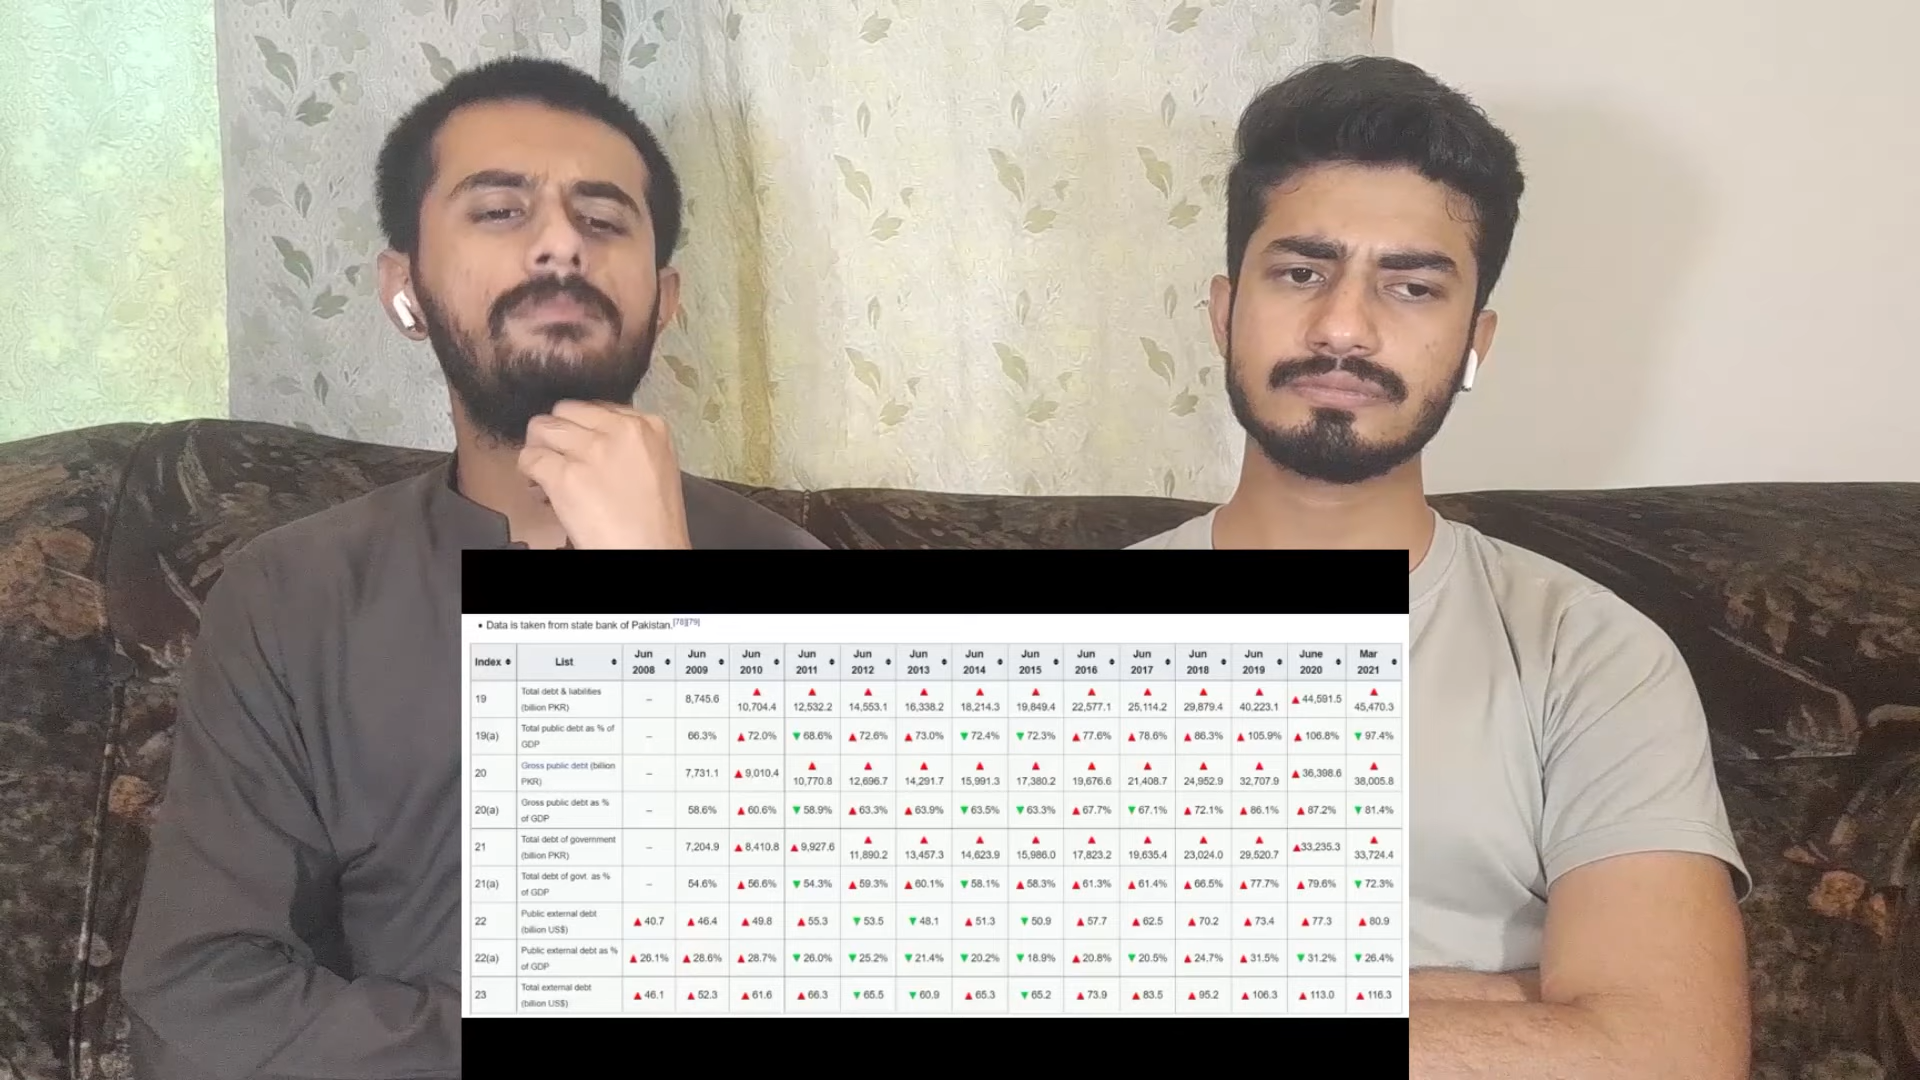 • Data is taken from state bank of Pakistan.[78][79]
Index List Jun 2008 Jun 2009 Jun 2010 Jun 2011 Jun 2012 Jun 2013 Jun 2014 Jun 2015 Jun 2016 Jun 2017 Jun 2018 Jun 2019 June 2020 Mar 2021
19 Total debt & liabilities (billion PKR) – 8,745.6 ▲ 10,704.4 ▲ 12,532.2 ▲ 14,553.1 ▲ 16,338.2 ▲ 18,214.3 ▲ 19,849.4 ▲ 22,577.1 ▲ 25,114.2 ▲ 29,879.4 ▲ 40,223.1 ▲ 44,591.5 ▲ 45,470.3
19(a) Total public debt as % of GDP – 66.3% ▲ 72.0% ▼ 68.6% ▲ 72.6% ▲ 73.0% ▼ 72.4% ▼ 72.3% ▲ 77.6% ▲ 78.6% ▲ 86.3% ▲ 105.9% ▲ 106.8% ▼ 97.4%
20 Gross public debt (billion PKR) – 7,731.1 ▲ 9,010.4 ▲ 10,770.8 ▲ 12,696.7 ▲ 14,291.7 ▲ 15,991.3 ▲ 17,380.2 ▲ 19,676.6 ▲ 21,408.7 ▲ 24,952.9 ▲ 32,707.9 ▲ 36,398.6 ▲ 38,005.8
20(a) Gross public debt as % of GDP – 58.6% ▲ 60.6% ▼ 58.9% ▲ 63.3% ▲ 63.9% ▼ 63.5% ▼ 63.3% ▲ 67.7% ▼ 67.1% ▲ 72.1% ▲ 86.1% ▲ 87.2% ▼ 81.4%
21 Total debt of government (billion PKR) – 7,204.9 ▲ 8,410.8 ▲ 9,927.6 ▲ 11,890.2 ▲ 13,457.3 ▲ 14,623.9 ▲ 15,986.0 ▲ 17,823.2 ▲ 19,635.4 ▲ 23,024.0 ▲ 29,520.7 ▲33,235.3 ▲ 33,724.4
21(a) Total debt of govt. as % of GDP – 54.6% ▲ 56.6% ▼ 54.3% ▲ 59.3% ▲ 60.1% ▼ 58.1% ▲ 58.3% ▲ 61.3% ▲ 61.4% ▲ 66.5% ▲ 77.7% ▲ 79.6% ▼ 72.3%
22 Public external debt (billion US$) ▲ 40.7 ▲ 46.4 ▲ 49.8 ▲ 55.3 ▼ 53.5 ▼ 48.1 ▲ 51.3 ▼ 50.9 ▲ 57.7 ▲ 62.5 ▲ 70.2 ▲ 73.4 ▲ 77.3 ▲ 80.9
22(a) Public external debt as % of GDP ▲ 26.1% ▲ 28.6% ▲ 28.7% ▼ 26.0% ▼ 25.2% ▼ 21.4% ▼ 20.2% ▼ 18.9% ▲ 20.8% ▼ 20.5% ▲ 24.7% ▲ 31.5% ▼ 31.2% ▼ 26.4%
23 Total external debt (billion US$) ▲ 46.1 ▲ 52.3 ▲ 61.6 ▲ 66.3 ▼ 65.5 ▼ 60.9 ▲ 65.3 ▼ 65.2 ▲ 73.9 ▲ 83.5 ▲ 95.2 ▲ 106.3 ▲ 113.0 ▲ 116.3